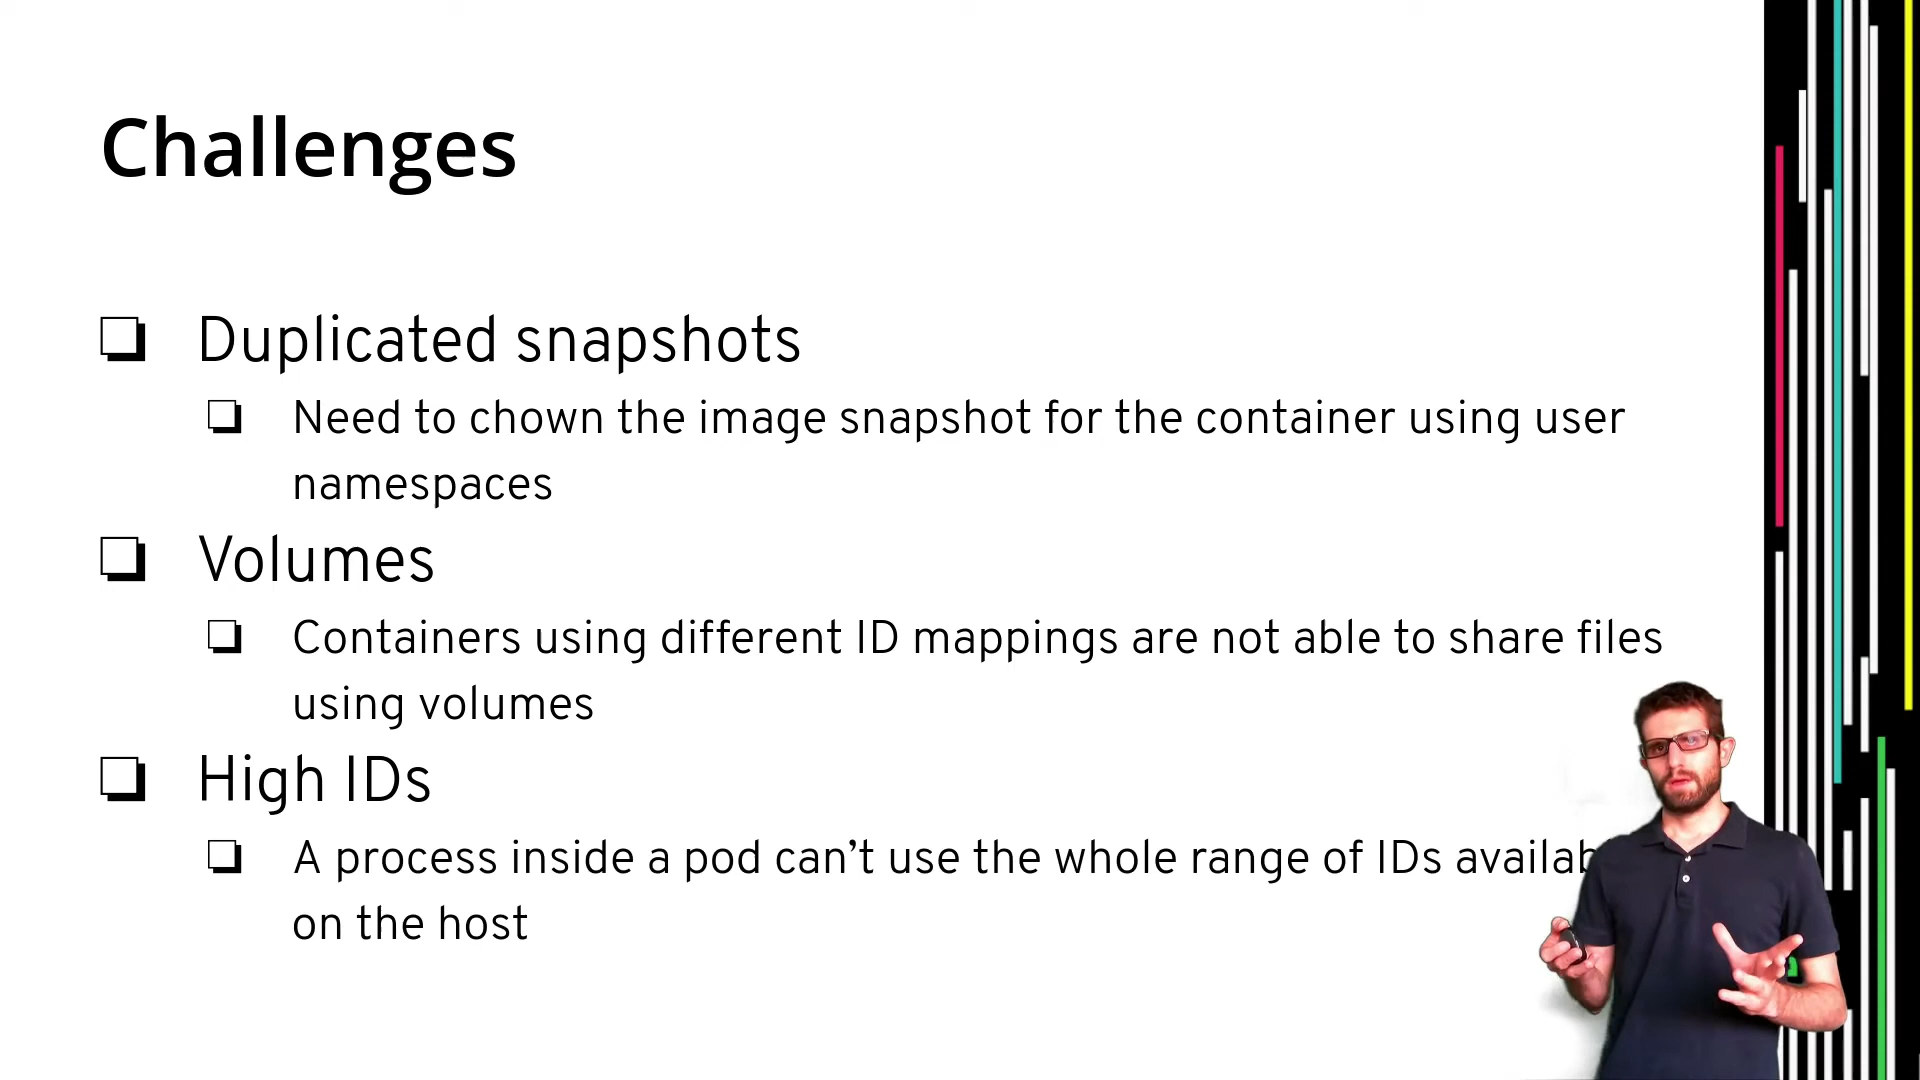 Challenges
❏ Duplicated snapshots
❏ Need to chown the image snapshot for the container using user
namespaces
❏ Volumes
❏ Containers using different ID mappings are not able to share files
using volumes
❏ High IDs
❏ A process inside a pod can’t use the whole range of IDs
on the host